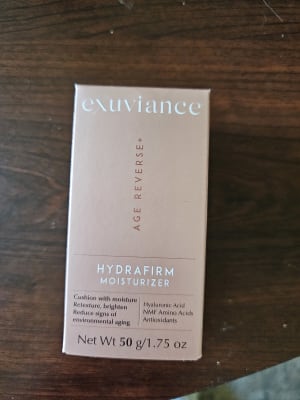 exuviance
AGE REVERSE+
HYDRAFIRM
MOISTURIZER
Cushion with moisture
Retexture, brighten
Reduce signs of
environmental aging
Hyaluronic Acid
NMF Amino Acids
Antioxidants
Net Wt 50 g/1.75 oz